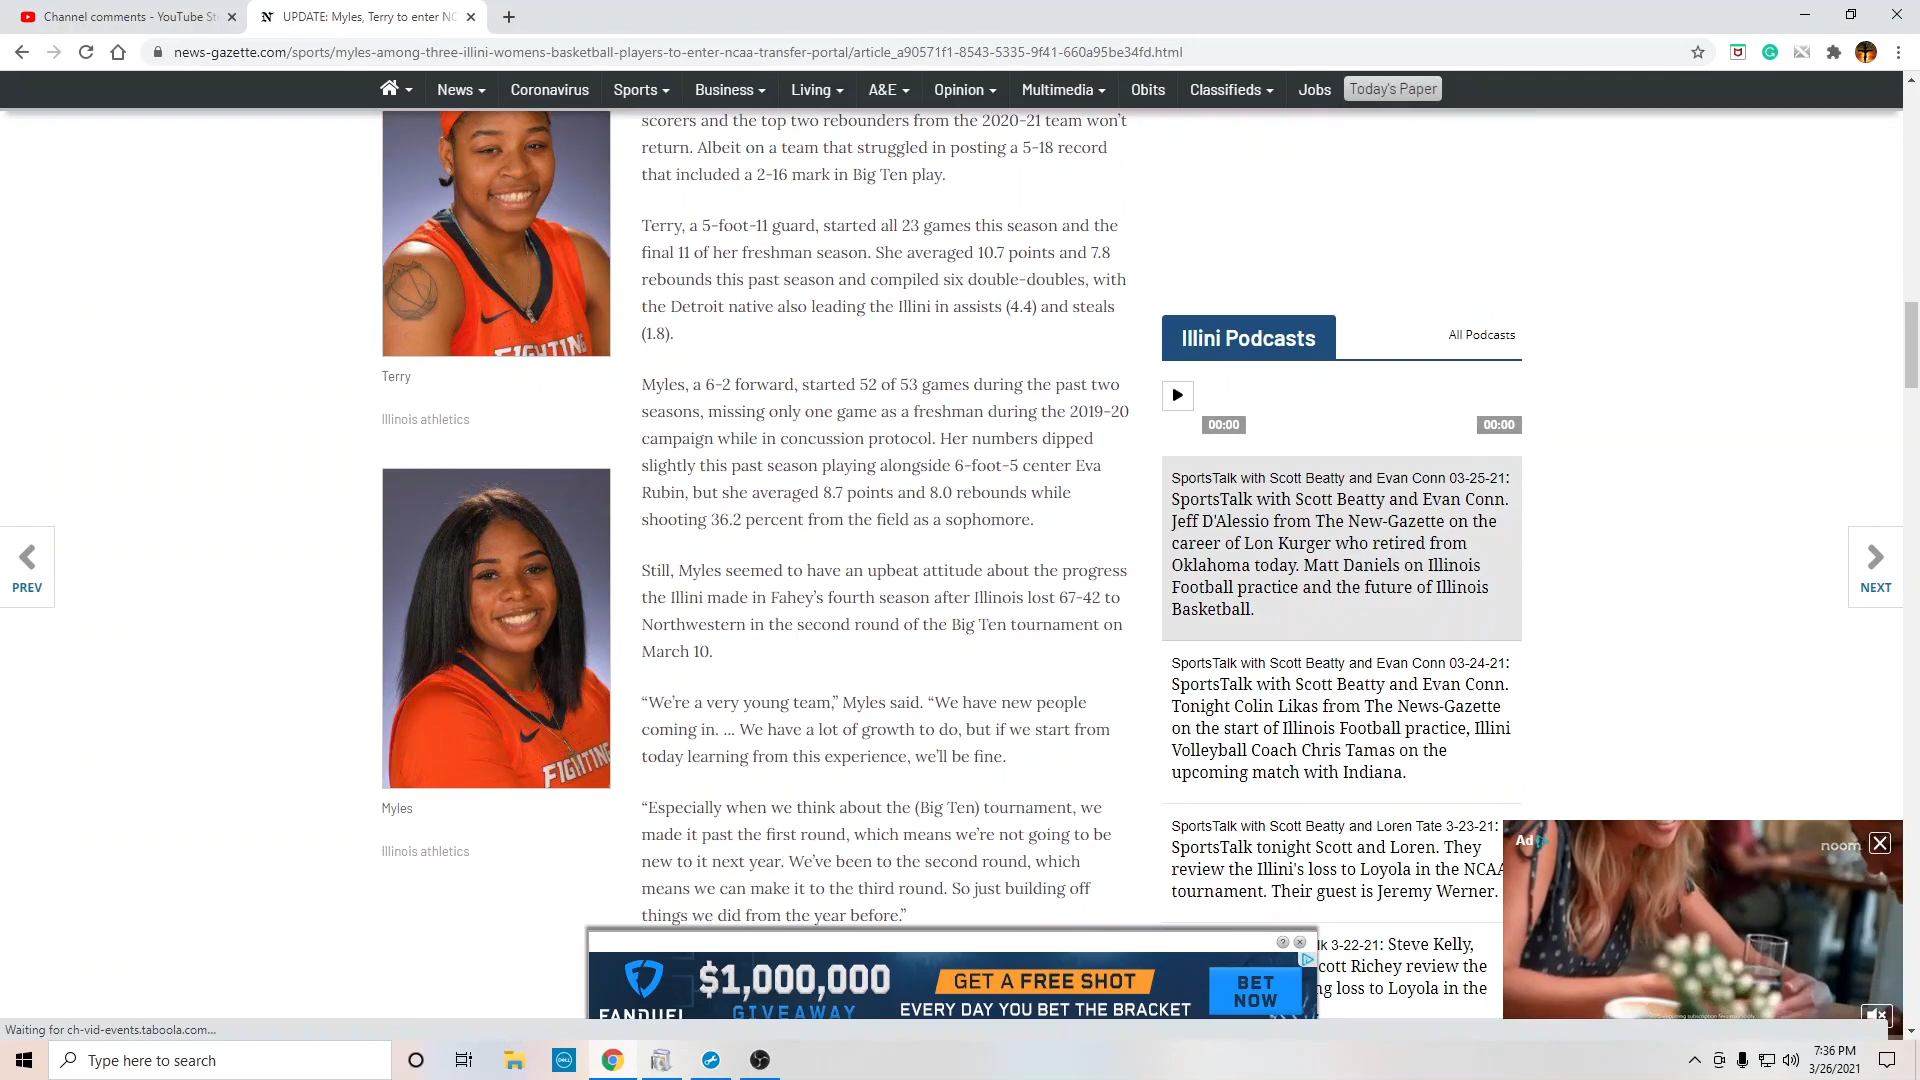 Channel comments - YouTube St
UPDATE: Myles, Terry to enter NC
news-gazette.com/sports/myles-among-three-illini-womens-basketball-players-to-enter-ncaa-transfer-portal/article_a90571f1-8543-5335-9f41-660a95be34fd.html
News Coronavirus Sports Business Living A&E Opinion Multimedia Obits Classifieds Jobs Today's Paper
scorers and the top two rebounders from the 2020-21 team won't
return. Albeit on a team that struggled in posting a 5-18 record
that included a 2-16 mark in Big Ten play.
Terry, a 5-foot-11 guard, started all 23 games this season and the
final 11 of her freshman season. She averaged 10.7 points and 7.8
rebounds this past season and compiled six double-doubles, with
the Detroit native also leading the Illini in assists (4.4) and steals
(1.8).
FIGHTING
Terry
Illinois athletics
Myles, a 6-2 forward, started 52 of 53 games during the past two
seasons, missing only one game as a freshman during the 2019-20
campaign while in concussion protocol. Her numbers dipped
slightly this past season playing alongside 6-foot-5 center Eva
Rubin, but she averaged 8.7 points and 8.0 rebounds while
shooting 36.2 percent from the field as a sophomore.
Still, Myles seemed to have an upbeat attitude about the progress
the Illini made in Fahey's fourth season after Illinois lost 67-42 to
Northwestern in the second round of the Big Ten tournament on
March 10.
“We're a very young team,” Myles said. “We have new people
coming in. ... We have a lot of growth to do, but if we start from
today learning from this experience, we'll be fine.
FIGHTING
Myles
Illinois athletics
“Especially when we think about the (Big Ten) tournament, we
made it past the first round, which means we're not going to be
new to it next year. We've been to the second round, which
means we can make it to the third round. So just building off
things we did from the year before.”
PREV
NEXT
Illini Podcasts
All Podcasts
00:00 00:00
SportsTalk with Scott Beatty and Evan Conn 03-25-21:
SportsTalk with Scott Beatty and Evan Conn.
Jeff D'Alessio from The New-Gazette on the
career of Lon Kurger who retired from
Oklahoma today. Matt Daniels on Illinois
Football practice and the future of Illinois
Basketball.
SportsTalk with Scott Beatty and Evan Conn 03-24-21:
SportsTalk with Scott Beatty and Evan Conn.
Tonight Colin Likas from The News-Gazette
on the start of Illinois Football practice, Illini
Volleyball Coach Chris Tamas on the
upcoming match with Indiana.
SportsTalk with Scott Beatty and Loren Tate 3-23-21:
SportsTalk tonight Scott and Loren. They
review the Illini's loss to Loyola in the NCAA
tournament. Their guest is Jeremy Werner.
lk 3-22-21: Steve Kelly,
cott Richey review the
ng loss to Loyola in the
Ad
noom
FANDUEL
$1,000,000
GIVEAWAY
GET A FREE SHOT
EVERY DAY YOU BET THE BRACKET
BET
NOW
Waiting for ch-vid-events.taboola.com...
Type here to search
DELL
7:36 PM
3/26/2021